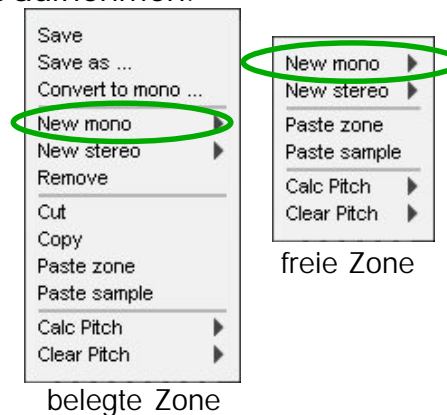 aufnehmen.
Save
Save as ...
Convert to mono ...
New mono
New stereo
Remove
Cut
Copy
Paste zone
Paste sample
Calc Pitch
Clear Pitch
belegte Zone
New mono
New stereo
Paste zone
Paste sample
Calc Pitch
Clear Pitch
freie Zone